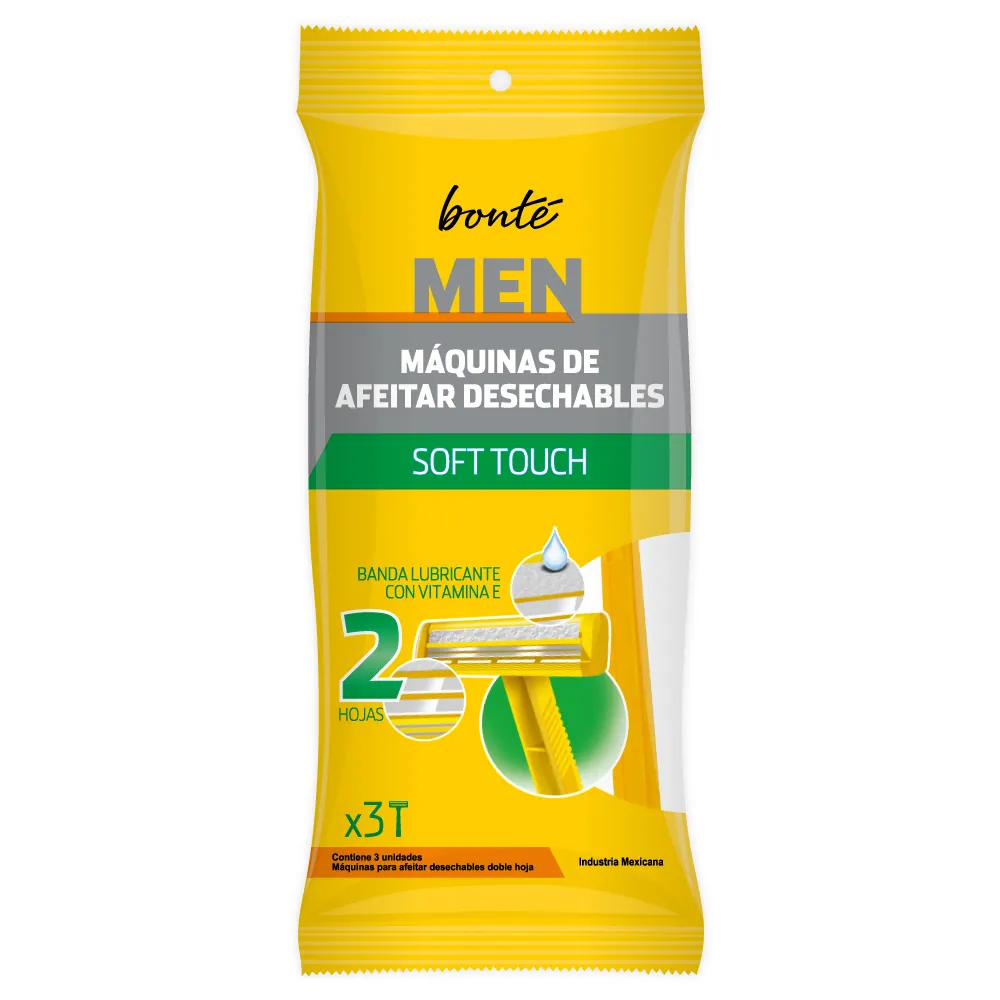 bonté
MEN
MÁQUINAS DE
AFEITAR DESECHABLES
SOFT TOUCH
BANDA LUBRICANTE
CON VITAMINA E
2
HOJAS
x3
Contiene 3 unidades
Máquinas para afeitar desechables doble hoja
Industria Mexicana